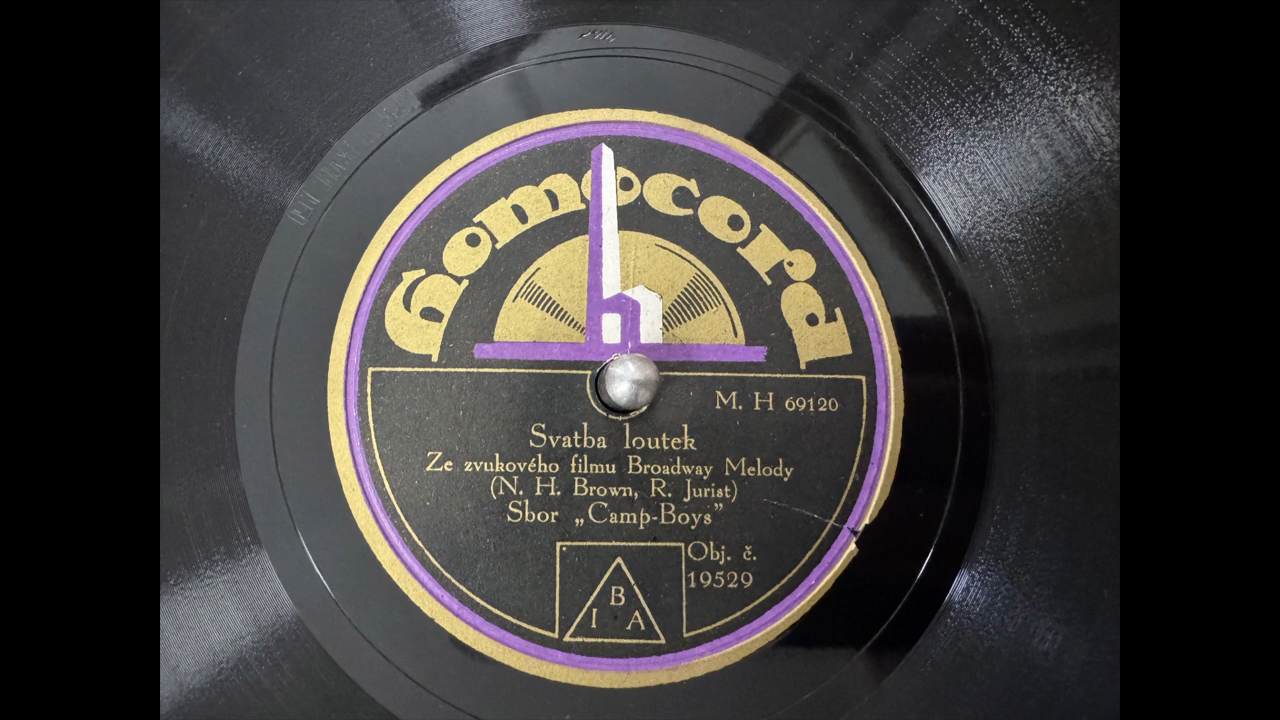 homocord
M. H 69120
Svatba loutek
Ze zvukového filmu Broadway Melody
(N. H. Brown, R. Jurist)
Sbor „Camp-Boys”
Obj. č.
19529
B
I A